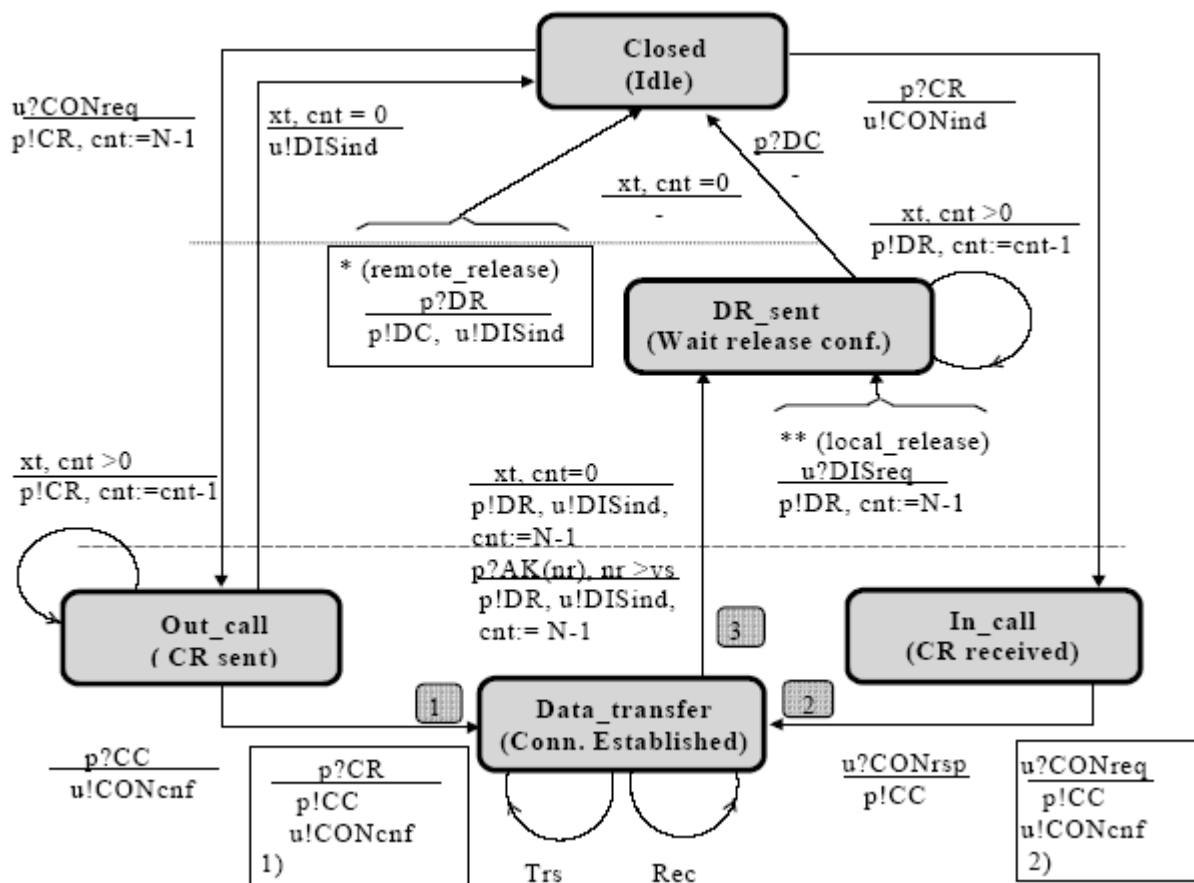 Closed
(Idle)
u?CONreq
p!CR, cnt:=N-1
xt, cnt = 0
u!DISind
p?CR
u!CONind
p?DC
-
xt, cnt =0
-
xt, cnt >0
p!DR, cnt:=cnt-1
* (remote_release)
p?DR
p!DC, u!DISind
DR_sent
(Wait release conf.)
** (local_release)
u?DISreq
p!DR, cnt:=N-1
xt, cnt >0
p!CR, cnt:=cnt-1
xt, cnt=0
p!DR, u!DISind,
cnt:=N-1
p?AK(nr), nr >vs
p!DR, u!DISind,
cnt:= N-1
Out_call
( CR sent)
3
In_call
(CR received)
1
Data_transfer
(Conn. Established)
2
p?CC
u!CONcnf
p?CR
p!CC
u!CONcnf
1)
u?CONrsp
p!CC
u?CONreq
p!CC
u!CONcnf
2)
Trs
Rec